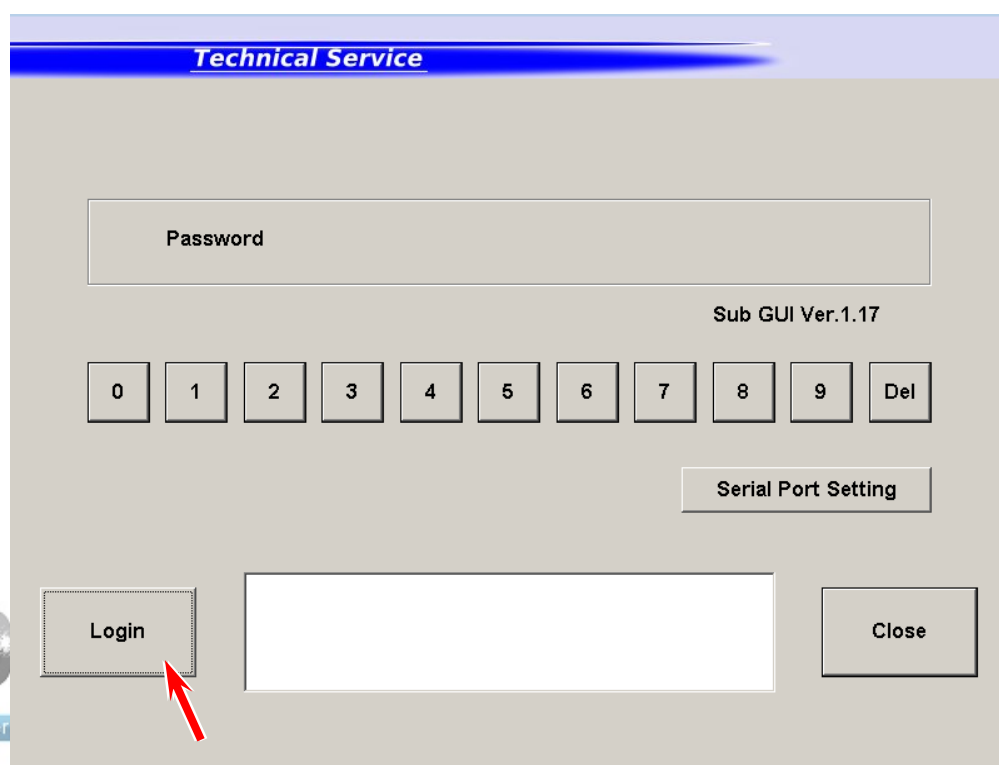 Technical Service
Password
Sub GUI Ver.1.17
0 1 2 3 4 5 6 7 8 9 Del
Serial Port Setting
Login
Close